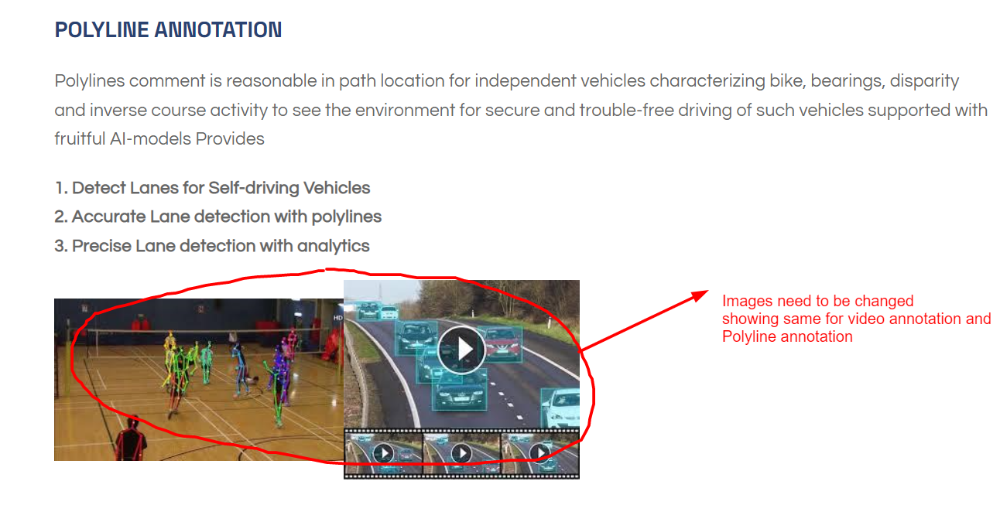 POLYLINE ANNOTATION
Polylines comment is reasonable in path location for independent vehicles characterizing bike, bearings, disparity
and inverse course activity to see the environment for secure and trouble-free driving of such vehicles supported with
fruitful AI-models Provides
1. Detect Lanes for Self-driving Vehicles
2. Accurate Lane detection with polylines
3. Precise Lane detection with analytics
HD
Images need to be changed
showing same for video annotation and
Polyline annotation